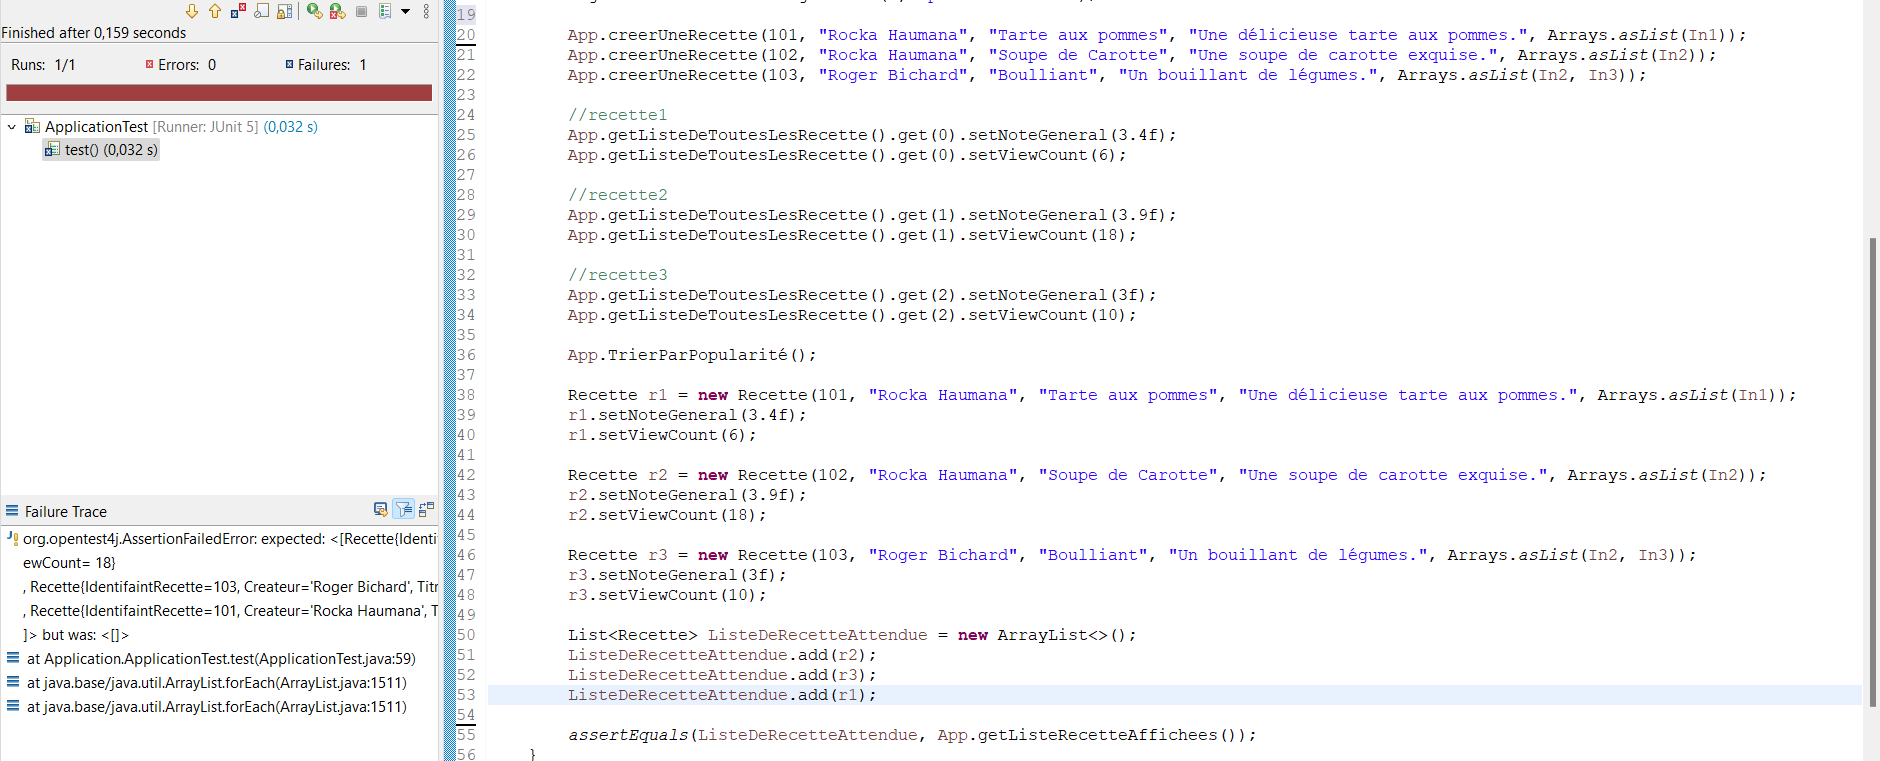 Finished after 0,159 seconds
Runs: 1/1 Errors: 0 Failures: 1
ApplicationTest [Runner: JUnit 5] (0,032 s)
test() (0,032 s)
Failure Trace
org.opentest4j.AssertionFailedError: expected: <[Recette{Identi
ewCount= 18}
, Recette{IdentifaintRecette=103, Createur='Roger Bichard', Titr
, Recette{IdentifaintRecette=101, Createur='Rocka Haumana', T
]> but was: <[]>
at Application.ApplicationTest.test(ApplicationTest.java:59)
at java.base/java.util.ArrayList.forEach(ArrayList.java:1511)
at java.base/java.util.ArrayList.forEach(ArrayList.java:1511)
19
20 App.creerUneRecette(101, "Rocka Haumana", "Tarte aux pommes", "Une délicieuse tarte aux pommes.", Arrays.asList(In1));
21 App.creerUneRecette(102, "Rocka Haumana", "Soupe de Carotte", "Une soupe de carotte exquise.", Arrays.asList(In2));
22 App.creerUneRecette(103, "Roger Bichard", "Boulliant", "Un bouillant de légumes.", Arrays.asList(In2, In3));
23
24 //recette1
25 App.getListeDeToutesLesRecette().get(0).setNoteGeneral(3.4f);
26 App.getListeDeToutesLesRecette().get(0).setViewCount(6);
27
28 //recette2
29 App.getListeDeToutesLesRecette().get(1).setNoteGeneral(3.9f);
30 App.getListeDeToutesLesRecette().get(1).setViewCount(18);
31
32 //recette3
33 App.getListeDeToutesLesRecette().get(2).setNoteGeneral(3f);
34 App.getListeDeToutesLesRecette().get(2).setViewCount(10);
35
36 App.TrierParPopularité();
37
38 Recette r1 = new Recette(101, "Rocka Haumana", "Tarte aux pommes", "Une délicieuse tarte aux pommes.", Arrays.asList(In1));
39 r1.setNoteGeneral(3.4f);
40 r1.setViewCount(6);
41
42 Recette r2 = new Recette(102, "Rocka Haumana", "Soupe de Carotte", "Une soupe de carotte exquise.", Arrays.asList(In2));
43 r2.setNoteGeneral(3.9f);
44 r2.setViewCount(18);
45
46 Recette r3 = new Recette(103, "Roger Bichard", "Boulliant", "Un bouillant de légumes.", Arrays.asList(In2, In3));
47 r3.setNoteGeneral(3f);
48 r3.setViewCount(10);
49
50 List<Recette> ListeDeRecetteAttendue = new ArrayList<>();
51 ListeDeRecetteAttendue.add(r2);
52 ListeDeRecetteAttendue.add(r3);
53 ListeDeRecetteAttendue.add(r1);
54
55 assertEquals(ListeDeRecetteAttendue, App.getListeRecetteAffichees());
56 }